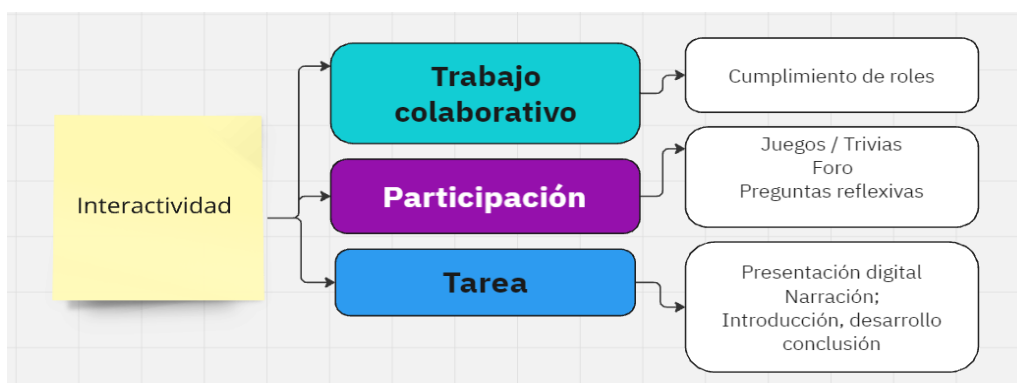 Interactividad
Trabajo
colaborativo
Cumplimiento de roles
Participación
Juegos / Trivias
Foro
Preguntas reflexivas
Tarea
Presentación digital
Narración;
Introducción, desarrollo
conclusión